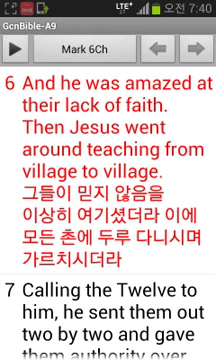 LTE 오전 7:40
GcnBible-A9
Mark 6Ch
6 And he was amazed at
their lack of faith.
Then Jesus went
around teaching from
village to village.
그들이 믿지 않음을
이상히 여기셨더라 이에
모든 촌에 두루 다니시며
가르치시더라
7 Calling the Twelve to
him, he sent them out
two by two and gave
them authority over